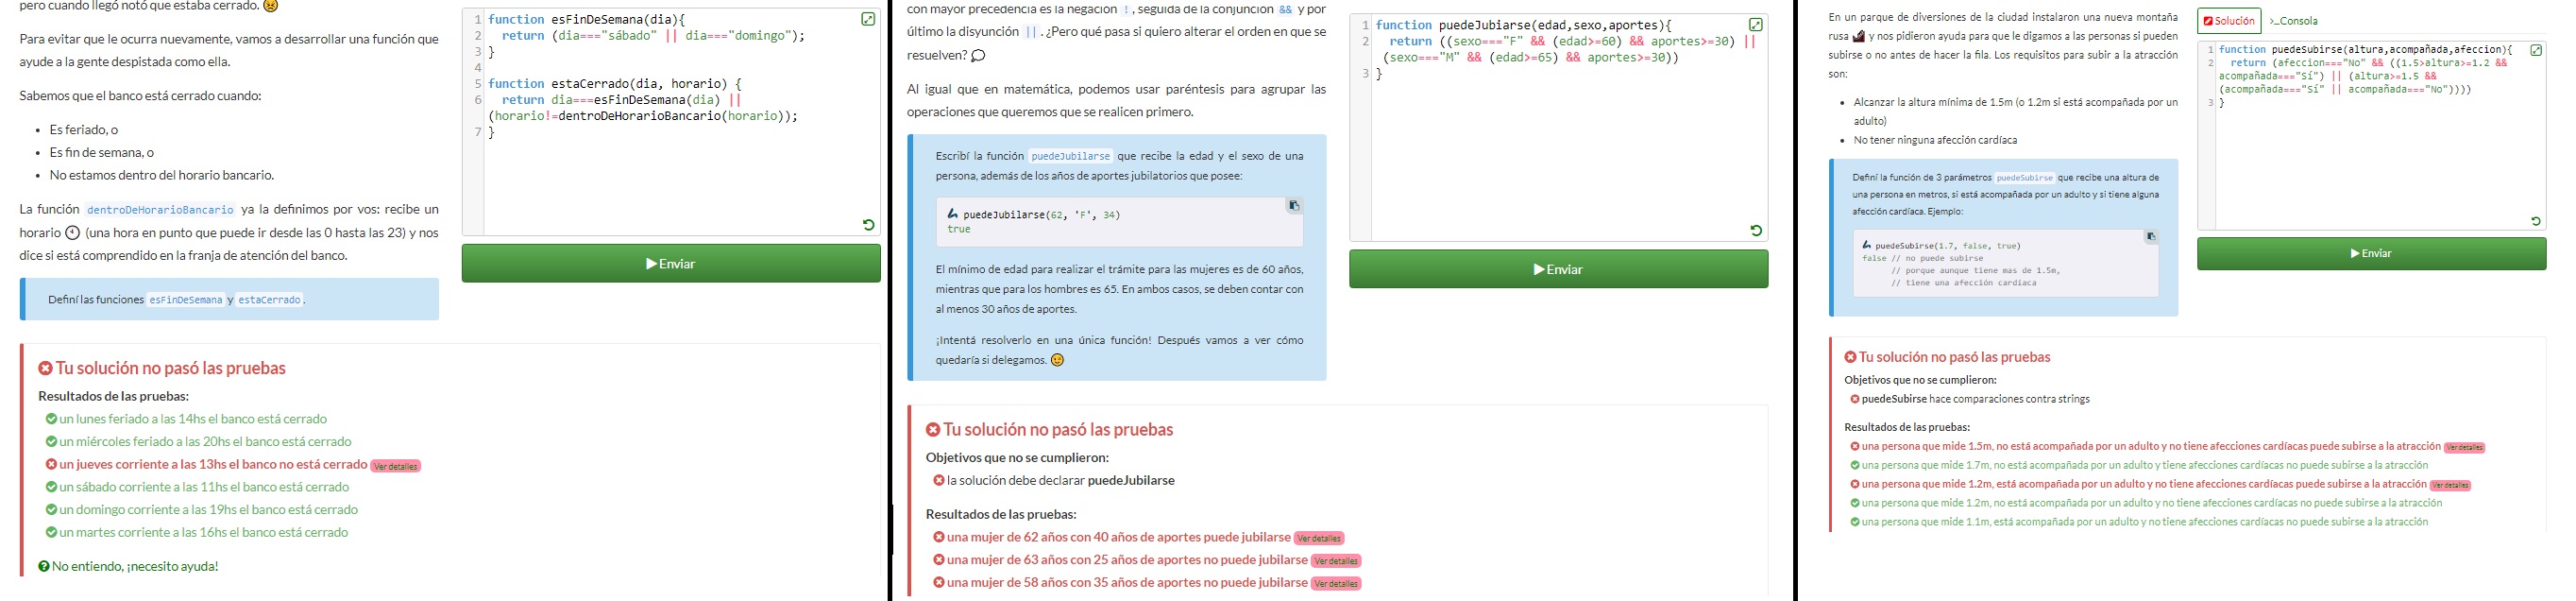 pero cuando llegó notó que estaba cerrado. 😣
Para evitar que le ocurra nuevamente, vamos a desarrollar una función que
ayude a la gente despistada como ella.
Sabemos que el banco está cerrado cuando:
• Es feriado, o
• Es fin de semana, o
• No estamos dentro del horario bancario.
La función dentroDeHorarioBancario ya la definimos por vos: recibe un
horario 🕙 (una hora en punto que puede ir desde las 0 hasta las 23) y nos
dice si está comprendido en la franja de atención del banco.
Definí las funciones esFinDeSemana y estaCerrado.
1 function esFinDeSemana(dia){
2 return (dia==="sábado" || dia==="domingo");
3 }
4
5 function estaCerrado(dia, horario) {
6 return dia===esFinDeSemana(dia) ||
(horario!=dentroDeHorarioBancario(horario));
7 }
Enviar
Tu solución no pasó las pruebas
Resultados de las pruebas:
un lunes feriado a las 14hs el banco está cerrado
un miércoles feriado a las 20hs el banco está cerrado
un jueves corriente a las 13hs el banco no está cerrado Ver detalles
un sábado corriente a las 11hs el banco está cerrado
un domingo corriente a las 19hs el banco está cerrado
un martes corriente a las 16hs el banco está cerrado
No entiendo, ¡necesito ayuda!
con mayor precedencia es la negación !, seguida de la conjunción && y por
último la disyunción ||. ¿Pero qué pasa si quiero alterar el orden en que se
resuelven? 💭
Al igual que en matemática, podemos usar paréntesis para agrupar las
operaciones que queremos que se realicen primero.
Escribí la función puedeJubilarse que recibe la edad y el sexo de una
persona, además de los años de aportes jubilatorios que posee:
puedeJubilarse(62, 'F', 34)
true
El mínimo de edad para realizar el trámite para las mujeres es de 60 años,
mientras que para los hombres es 65. En ambos casos, se deben contar con
al menos 30 años de aportes.
¡Intentá resolverlo en una única función! Después vamos a ver cómo
quedaría si delegamos. 😉
1 function puedeJubiarse(edad,sexo,aportes){
2 return ((sexo==="F" && (edad>=60) && aportes>=30) ||
(sexo==="M" && (edad>=65) && aportes>=30))
3 }
Enviar
Tu solución no pasó las pruebas
Objetivos que no se cumplieron:
la solución debe declarar puedeJubilarse
Resultados de las pruebas:
una mujer de 62 años con 40 años de aportes puede jubilarse Ver detalles
una mujer de 63 años con 25 años de aportes no puede jubilarse Ver detalles
una mujer de 58 años con 35 años de aportes no puede jubilarse Ver detalles
En un parque de diversiones de la ciudad instalaron una nueva montaña
rusa 🎢 y nos pidieron ayuda para que le digamos a las personas si pueden
subirse o no antes de hacer la fila. Los requisitos para subir a la atracción
son:
• Alcanzar la altura mínima de 1.5m (o 1.2m si está acompañada por un
adulto)
• No tener ninguna afección cardíaca
Definí la función de 3 parámetros puedeSubirse que recibe una altura de
una persona en metros, si está acompañada por un adulto y si tiene alguna
afección cardíaca. Ejemplo:
puedeSubirse(1.7, false, true)
false // no puede subirse
// porque aunque tiene mas de 1.5m,
// tiene una afección cardiaca
Solución >_Consola
1 function puedeSubirse(altura,acompañada,afeccion){
2 return (afeccion==="No" && ((1.5>altura>=1.2 &&
acompañada==="Sí") || (altura>=1.5 &&
(acompañada==="Sí" || acompañada==="No"))))
3 }
Enviar
Tu solución no pasó las pruebas
Objetivos que no se cumplieron:
puedeSubirse hace comparaciones contra strings
Resultados de las pruebas:
una persona que mide 1.5m, no está acompañada por un adulto y no tiene afecciones cardíacas puede subirse a la atracción Ver detalles
una persona que mide 1.7m, no está acompañada por un adulto y tiene afecciones cardíacas no puede subirse a la atracción
una persona que mide 1.2m, está acompañada por un adulto y no tiene afecciones cardíacas puede subirse a la atracción Ver detalles
una persona que mide 1.2m, no está acompañada por un adulto y no tiene afecciones cardíacas no puede subirse a la atracción
una persona que mide 1.1m, está acompañada por un adulto y no tiene afecciones cardíacas no puede subirse a la atracción